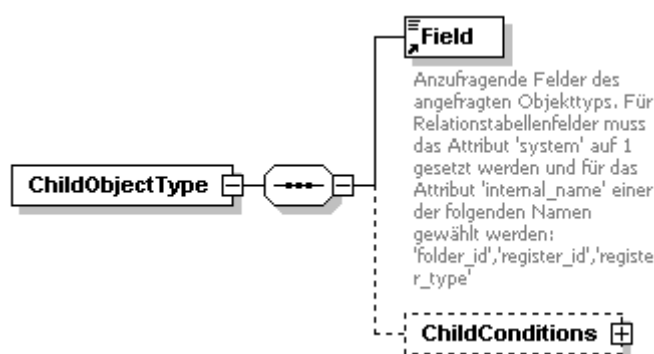 Field
Anzufragende Felder des
angefragten Objekttyps. Für
Relationstabellenfelder muss
das Attribut 'system' auf 1
gesetzt werden und für das
Attribut 'internal_name' einer
der folgenden Namen
gewählt werden:
'folder_id','register_id','registe
r_type'
ChildObjectType
ChildConditions